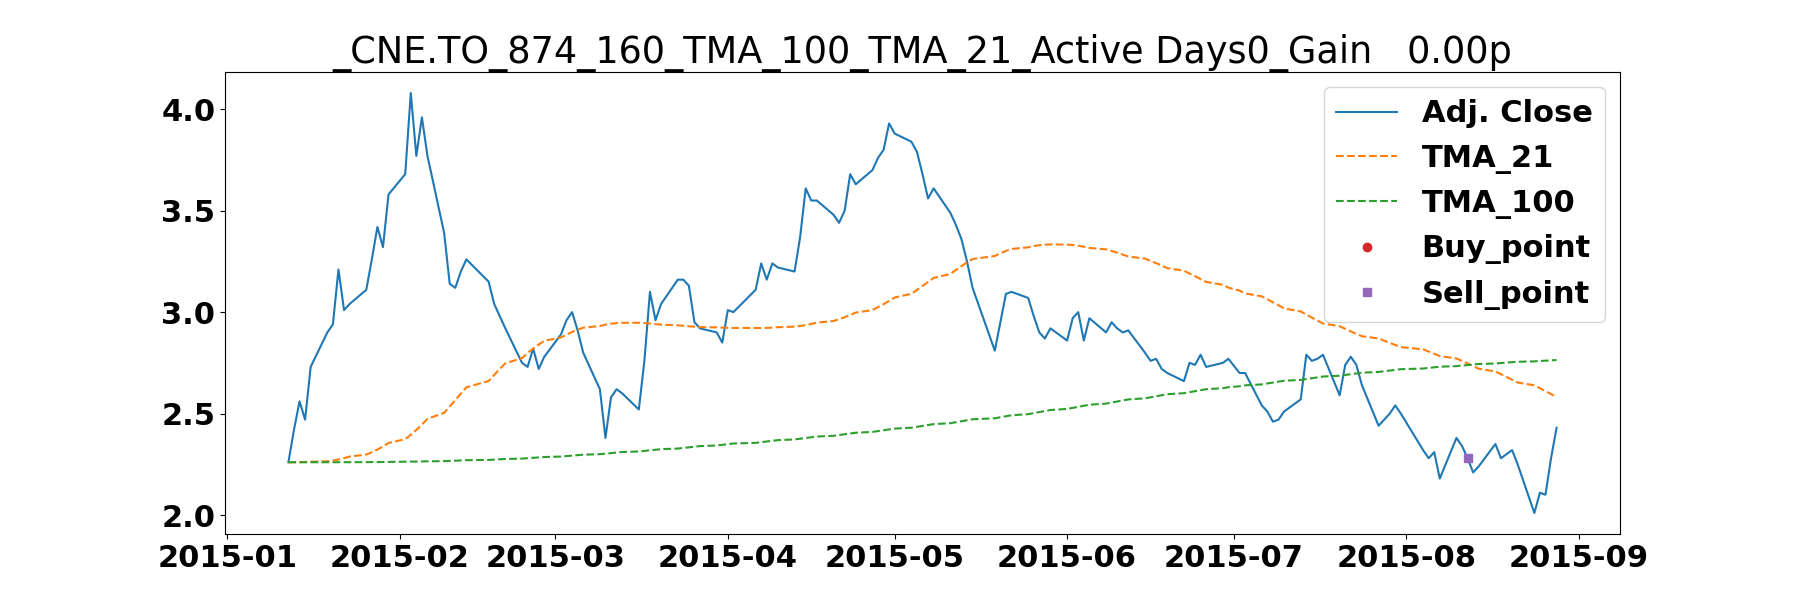 _CNE.TO_874_160_TMA_100_TMA_21_Active Days0_Gain   0.00p
4.0
3.5
3.0
2.5
2.0
Adj. Close
TMA_21
TMA_100
Buy_point
Sell_point
2015-01 2015-02 2015-03 2015-04 2015-05 2015-06 2015-07 2015-08 2015-09